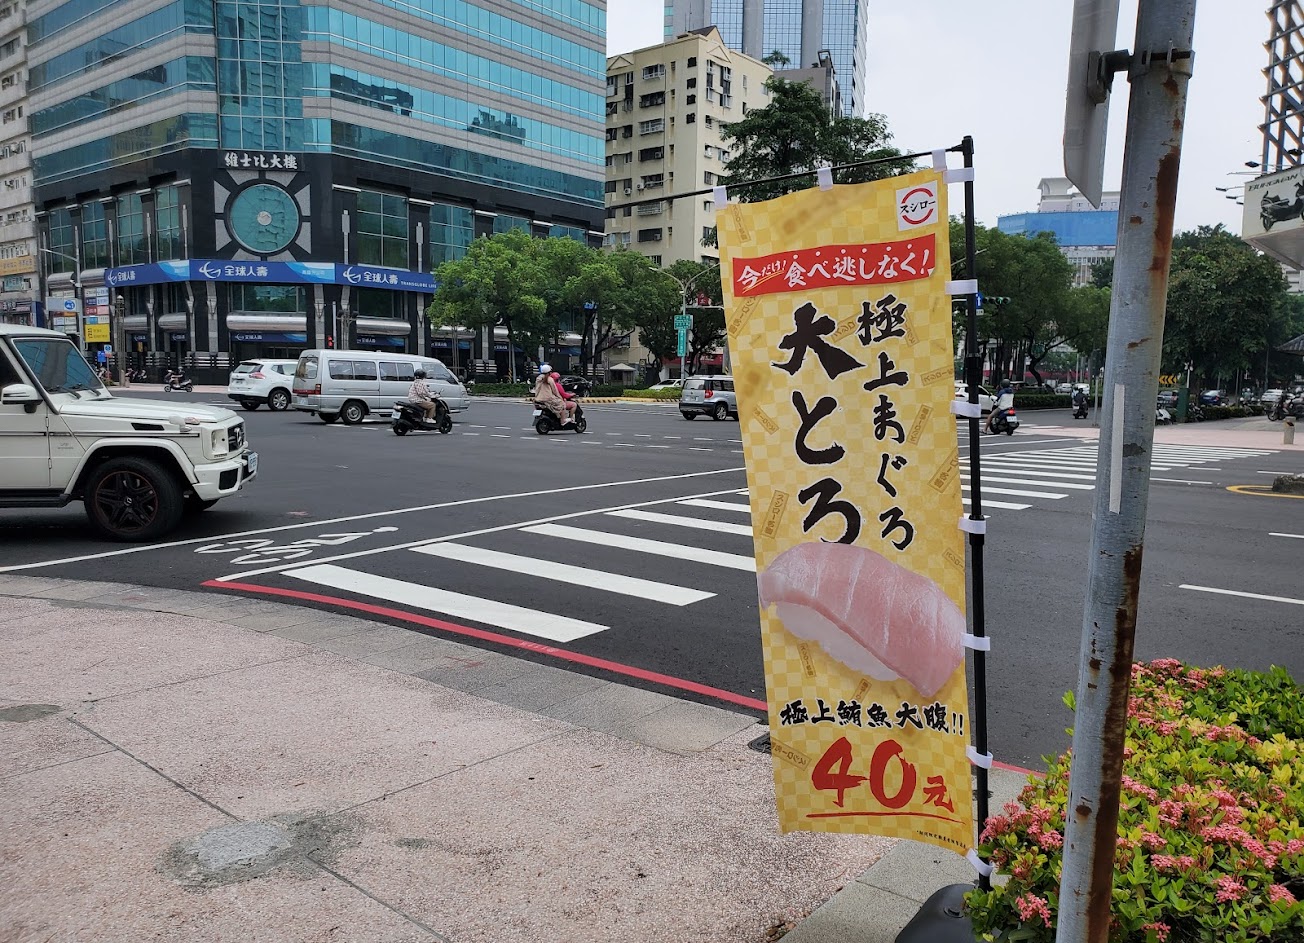 維士比大樓
全球人壽
全球人壽
TRANSGLOBE LIFE
スシロー
今だけ!食べ逃しなく!
極上まぐろ
大とろ
極上鮪魚大腹!!
40元